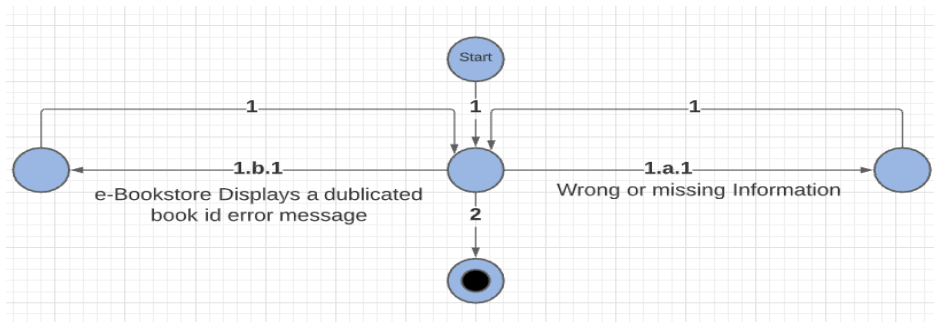 Start
1
1
1
1.b.1
1.a.1
e-Bookstore Displays a dublicated
book id error message
Wrong or missing Information
2